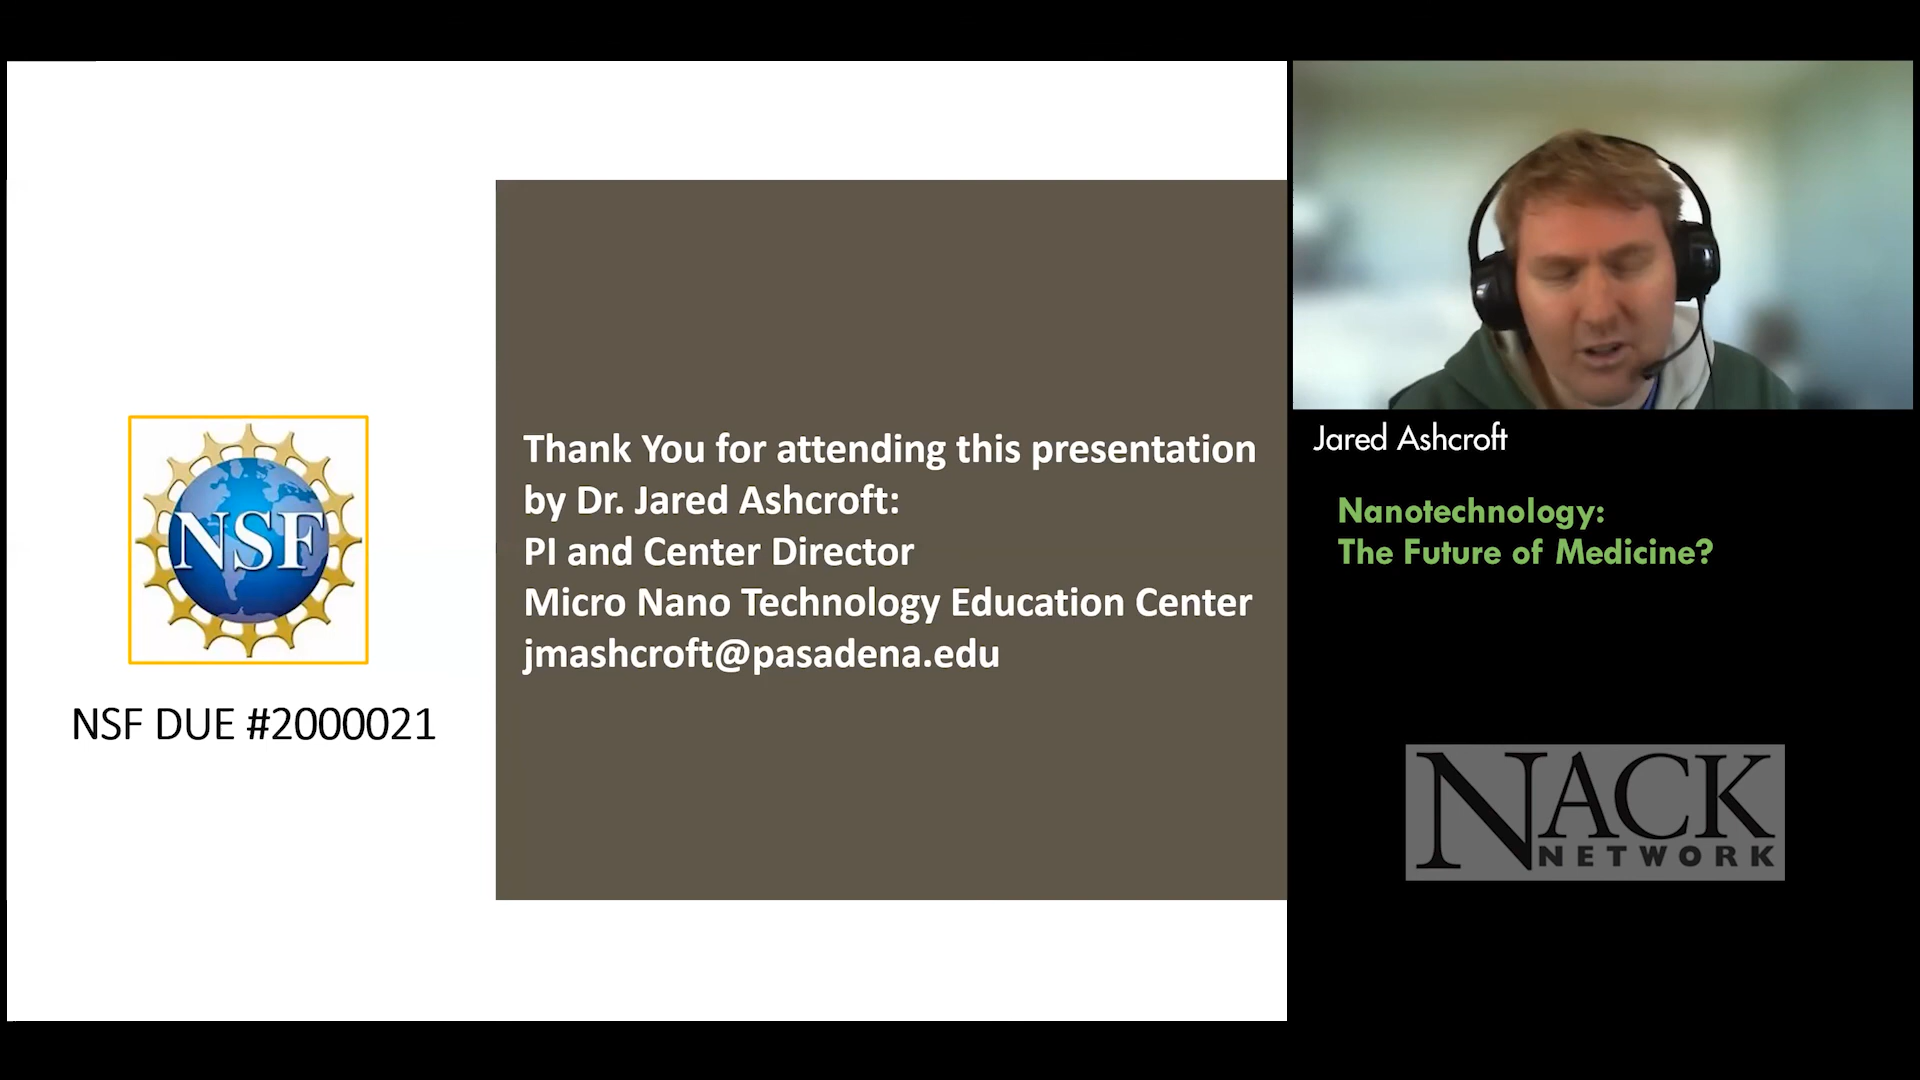 NSF
NSF DUE #2000021
Thank You for attending this presentation
by Dr. Jared Ashcroft:
PI and Center Director
Micro Nano Technology Education Center
jmashcroft@pasadena.edu
Jared Ashcroft
Nanotechnology:
The Future of Medicine?
NACK
NETWORK